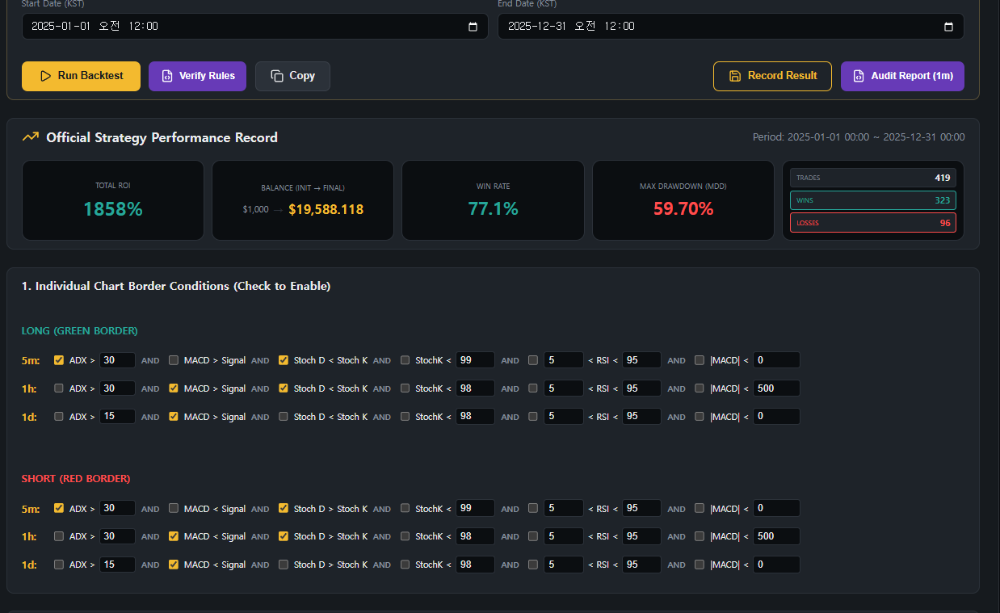 Start Date (KST) End Date (KST)
2025-01-01 오전 12:00 2025-12-31 오전 12:00
Run Backtest Verify Rules Copy Record Result Audit Report (1m)
Official Strategy Performance Record Period: 2025-01-01 00:00 ~ 2025-12-31 00:00
TOTAL ROI
1858%
BALANCE (INIT → FINAL)
$1,000 → $19,588.118
WIN RATE
77.1%
MAX DRAWDOWN (MDD)
59.70%
TRADES 419
WINS 323
LOSSES 96
1. Individual Chart Border Conditions (Check to Enable)
LONG (GREEN BORDER)
5m: ADX > 30 AND MACD > Signal AND Stoch D < Stoch K AND StochK < 99 AND 5 < RSI < 95 AND |MACD| < 0
1h: ADX > 30 AND MACD > Signal AND Stoch D < Stoch K AND StochK < 98 AND 5 < RSI < 95 AND |MACD| < 500
1d: ADX > 15 AND MACD > Signal AND Stoch D < Stoch K AND StochK < 98 AND 5 < RSI < 95 AND |MACD| < 0
SHORT (RED BORDER)
5m: ADX > 30 AND MACD < Signal AND Stoch D > Stoch K AND StochK < 99 AND 5 < RSI < 95 AND |MACD| < 0
1h: ADX > 30 AND MACD < Signal AND Stoch D > Stoch K AND StochK < 98 AND 5 < RSI < 95 AND |MACD| < 500
1d: ADX > 15 AND MACD < Signal AND Stoch D > Stoch K AND StochK < 98 AND 5 < RSI < 95 AND |MACD| < 0